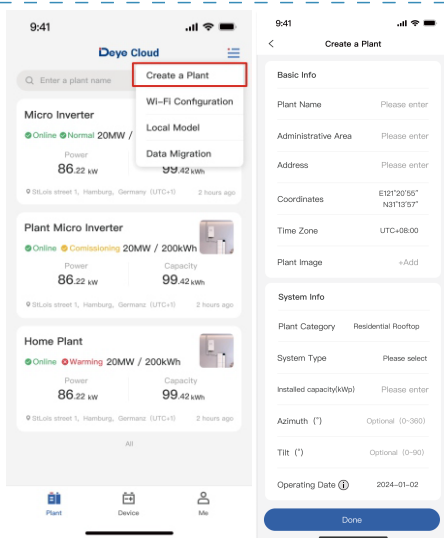 9:41
Deye Cloud
Enter a plant name
Create a Plant
Wi-Fi Configuration
Local Model
Data Migration
Micro Inverter
Online Normal 20MW /
Power
86.22 kW
99.42 kWh
StLois street 1, Hamburg, Germany (UTC+1) 2 hours ago
Plant Micro Inverter
Online Comissioning 20MW / 200kWh
Power Capacity
86.22 kW 99.42 kWh
StLois street 1, Hamburg, Germanz (UTC+1) 2 hours ago
Home Plant
Online Warming 20MW / 200kWh
Power Capacity
86.22 kW 99.42 kWh
StLois street 1, Hamburg, Germanz (UTC+1) 2 hours ago
All
Plant Device Me
9:41
Create a Plant
Basic Info
Plant Name Please enter
Administrative Area Please enter
Address Please enter
Coordinates E121°20'55"
N31°13'57"
Time Zone UTC+08:00
Plant Image +Add
System Info
Plant Category Residential Rooftop
System Type Please select
Installed capacity(kWp) Please enter
Azimuth (°) Optional (0-360)
Tilt (°) Optional (0-90)
Operating Date 2024-01-02
Done